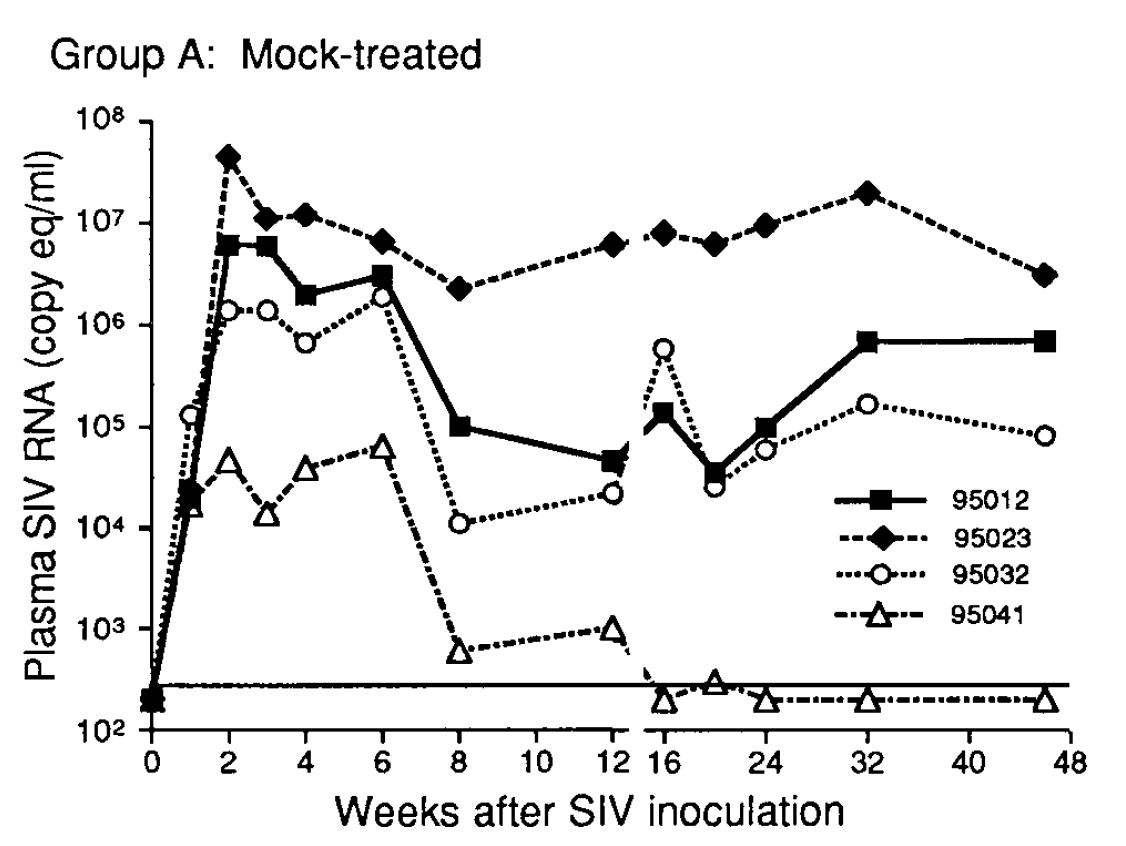 Group A: Mock-treated
Plasma SIV RNA (copy eq/ml)
10⁸
10⁷
10⁶
10⁵
10⁴
10³
10²
95012
95023
95032
95041
0 2 4 6 8 10 12 16 24 32 40 48
Weeks after SIV inoculation